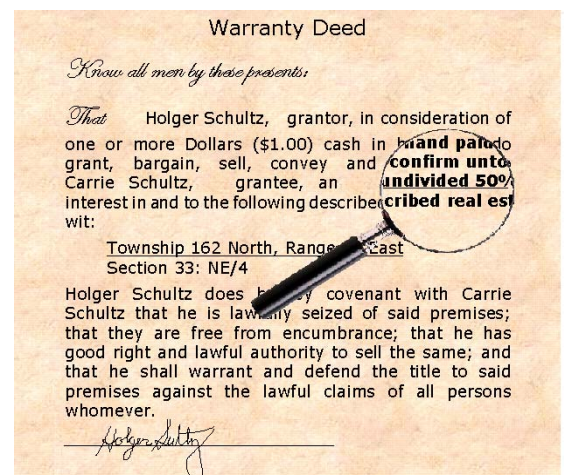 Warranty Deed
Know all men by these presents:
That Holger Schultz, grantor, in consideration of
one or more Dollars ($1.00) cash in hand paid do
grant, bargain, sell, convey and confirm unto
Carrie Schultz, grantee, an undivided 50%
interest in and to the following described real est
wit:
Township 162 North, Range East
Section 33: NE/4
Holger Schultz does covenant with Carrie
Schultz that he is lawfully seized of said premises;
that they are free from encumbrance; that he has
good right and lawful authority to sell the same; and
that he shall warrant and defend the title to said
premises against the lawful claims of all persons
whomever.
Holger